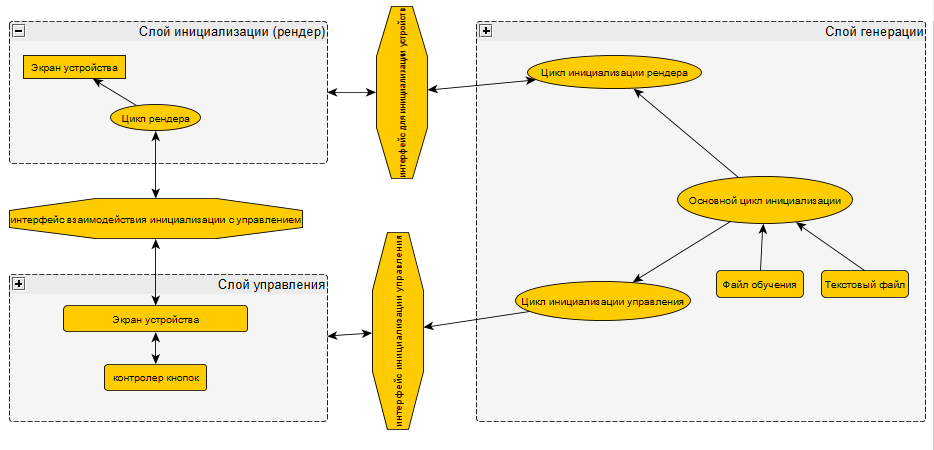 Слой инициализации (рендер)
Экран устройства
Цикл рендера
интерфейс взаимодействия инициализации с управлением
Слой управления
Экран устройства
контролер кнопок
интерфейс для инициализации устройств
интерфейс инициализации управления
Слой генерации
Цикл инициализации рендера
Основной цикл инициализации
Файл обучения
Текстовый файл
Цикл инициализации управления